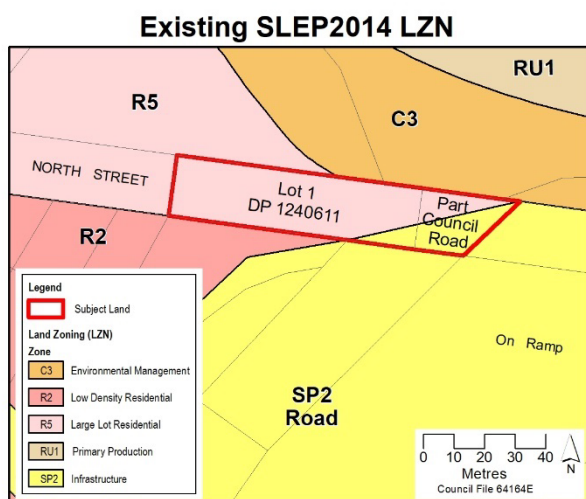 Existing SLEP2014 LZN
RU1
R5
C3
NORTH STREET
Lot 1
DP 1240611
Part
Council
Road
R2
On Ramp
SP2
Road
Legend
Subject Land
Land Zoning (LZN)
Zone
C3 Environmental Management
R2 Low Density Residential
R5 Large Lot Residential
RU1 Primary Production
SP2 Infrastructure
0 10 20 30 40
Metres
N
Council File 64164E